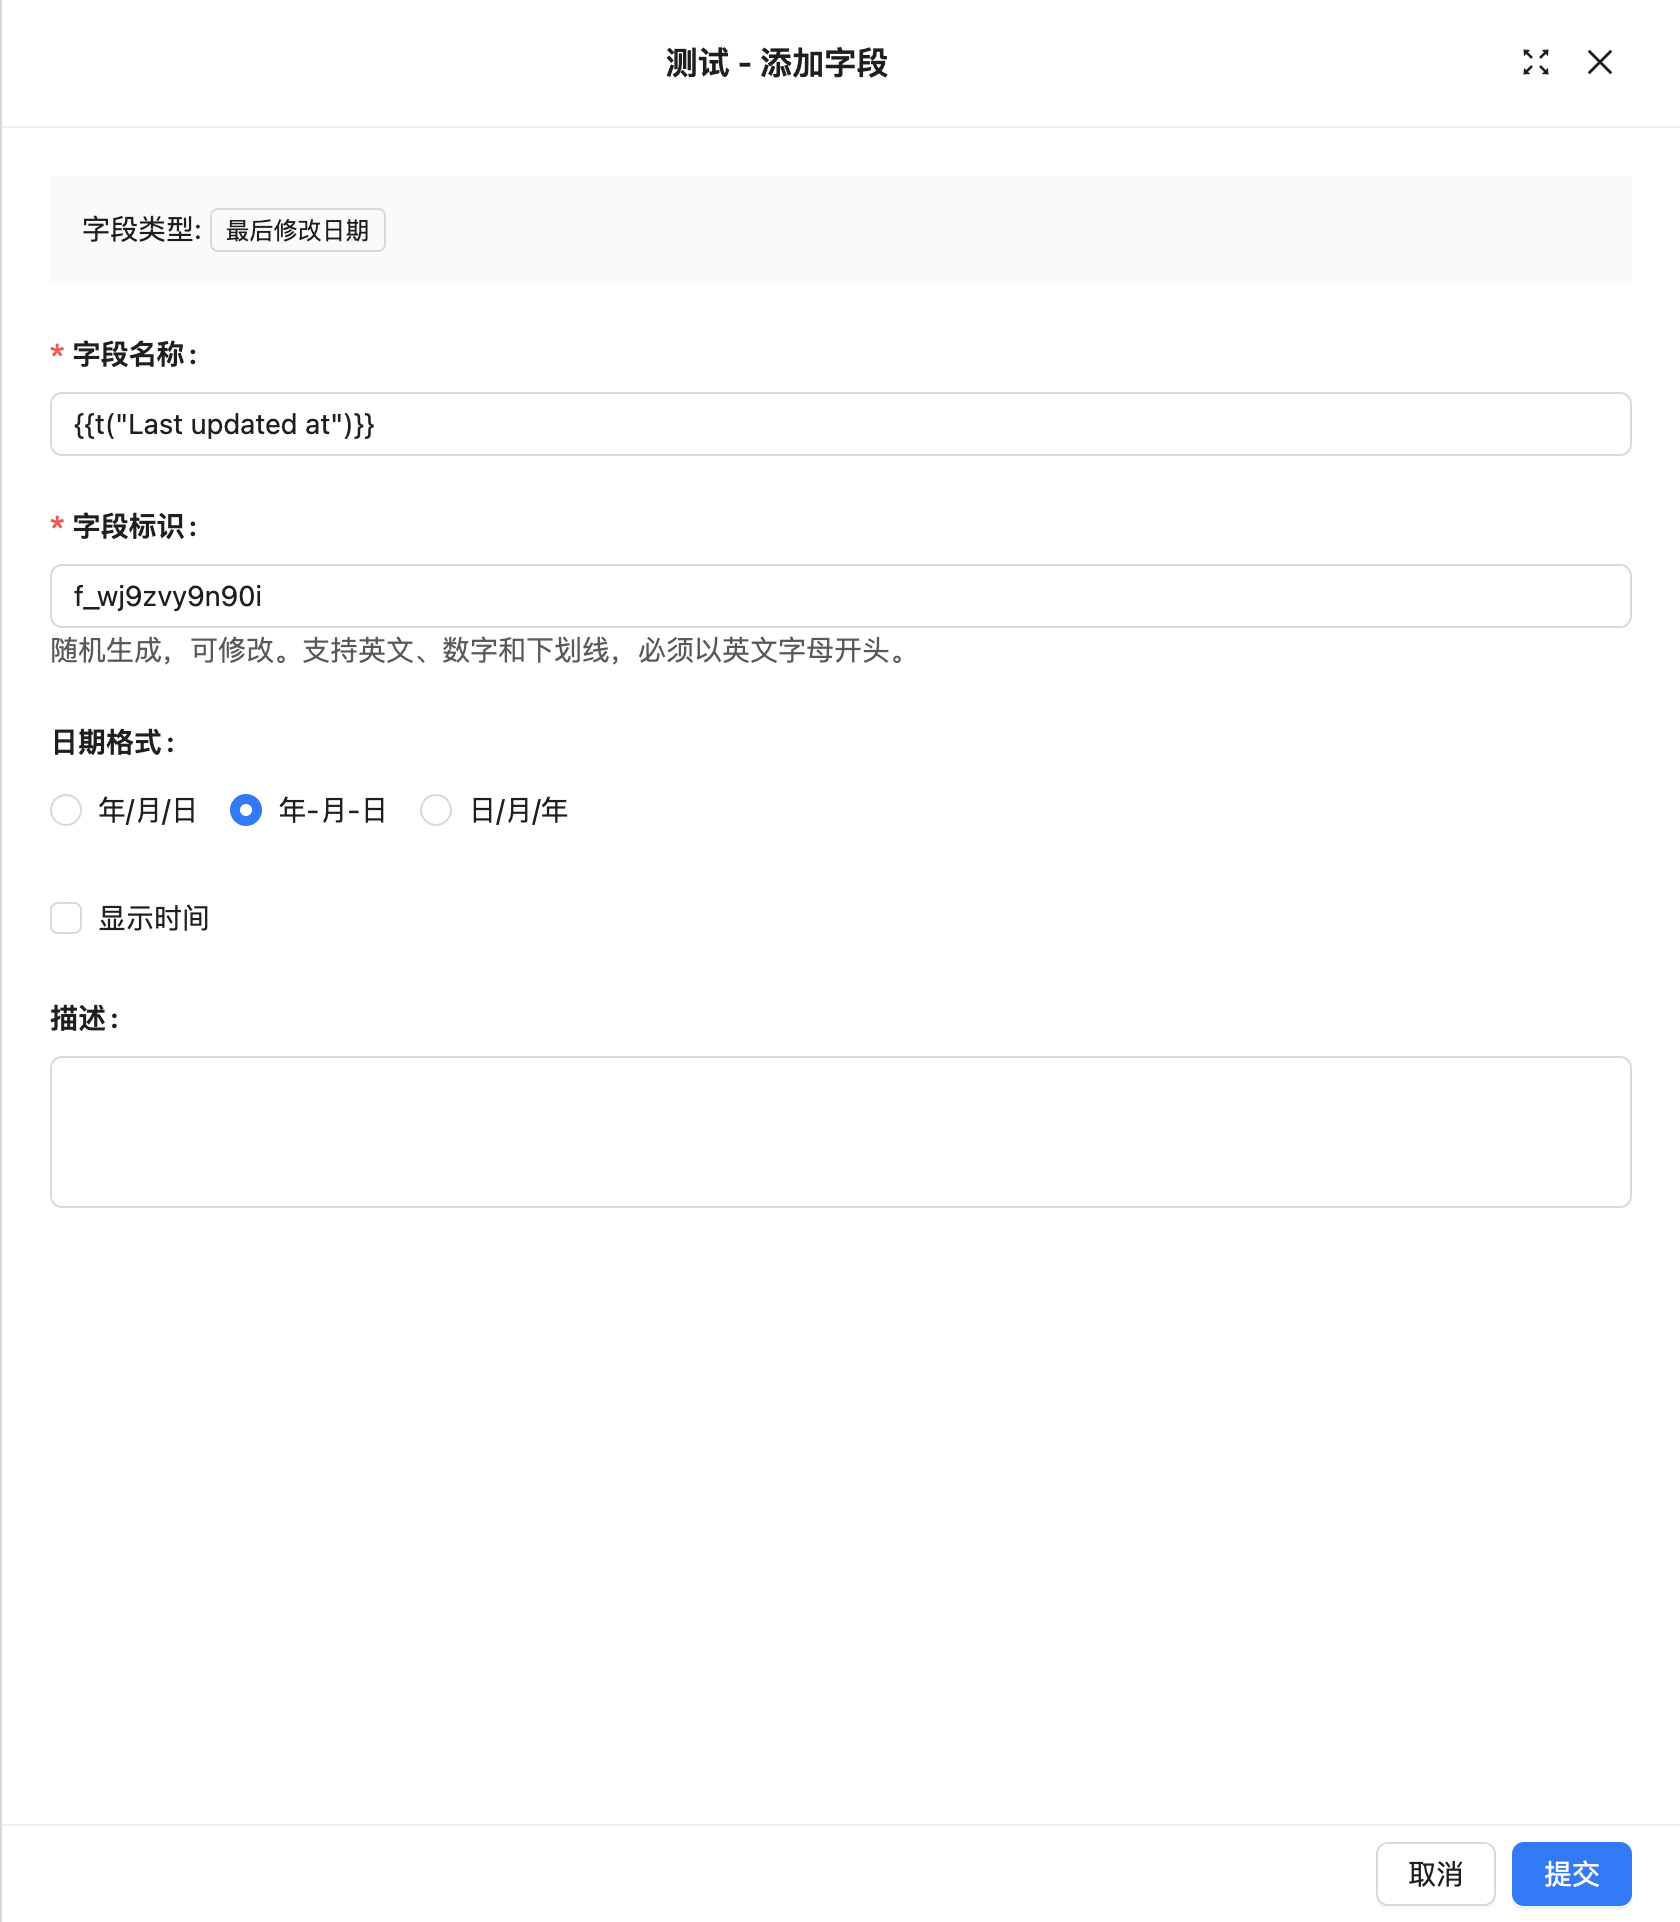 测试 - 添加字段
字段类型: 最后修改日期
* 字段名称 :
{{t("Last updated at")}}
* 字段标识 :
f_wj9zvy9n90i
随机生成，可修改。支持英文、数字和下划线，必须以英文字母开头。
日期格式 :
年/月/日 年-月-日 日/月/年
显示时间
描述 :
取消 提交